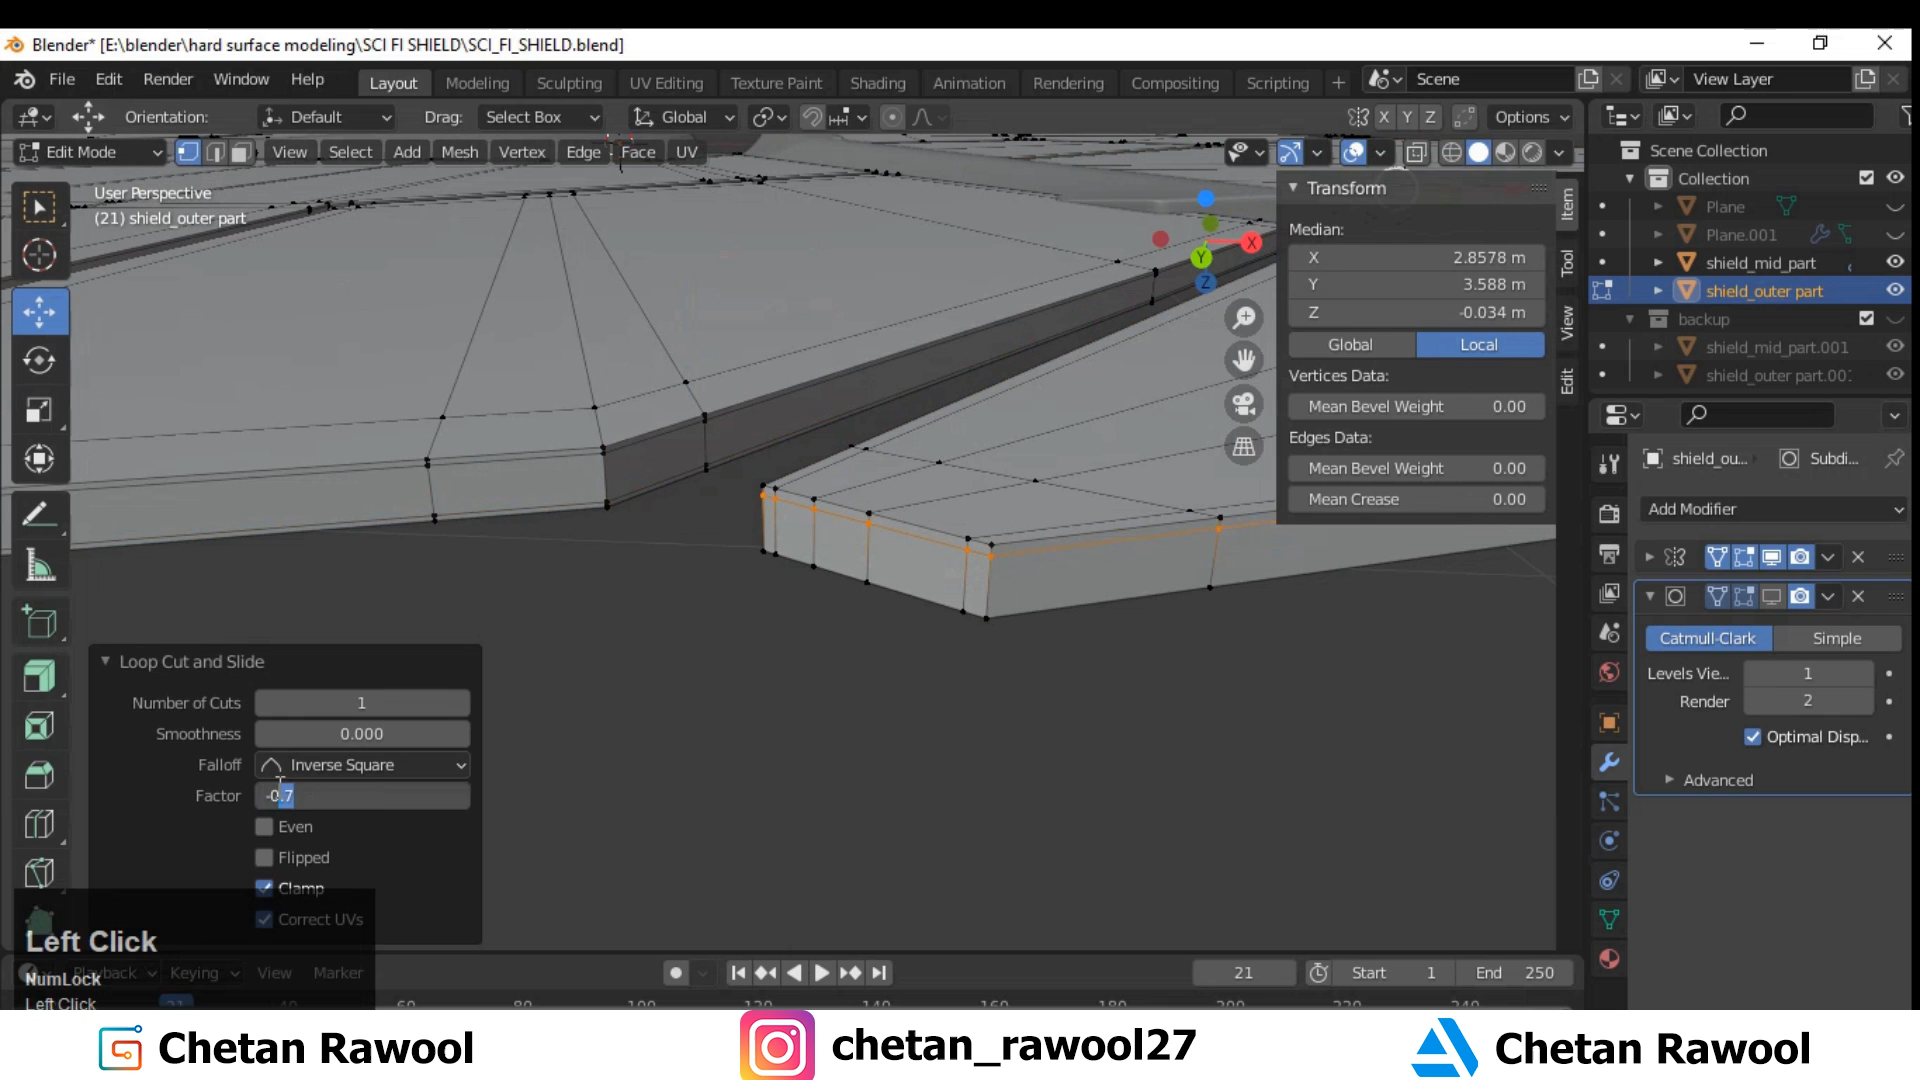 Blender* [E:\blender\hard surface modeling\SCI FI SHIELD\SCI_FI_SHIELD.blend]
File Edit Render Window Help Layout Modeling Sculpting UV Editing Texture Paint Shading Animation Rendering Compositing Scripting + Scene View Layer
Orientation: Default Drag: Select Box Global X Y Z Options
Edit Mode View Select Add Mesh Vertex Edge Face UV
User Perspective
(21) shield_outer part
X
Y
Z
Transform
Median:
X 2.8578 m
Y 3.588 m
Z -0.034 m
Global Local
Vertices Data:
Mean Bevel Weight 0.00
Edges Data:
Mean Bevel Weight 0.00
Mean Crease 0.00
Item
Tool
View
Edit
Scene Collection
Collection
Plane
Plane.001
shield_mid_part
shield_outer part
backup
shield_mid_part.001
shield_outer part.00
shield_ou... Subdi...
Add Modifier
Catmull-Clark Simple
Levels Vie... 1
Render 2
Optimal Disp...
Advanced
Loop Cut and Slide
Number of Cuts 1
Smoothness 0.000
Falloff Inverse Square
Factor -0.7
Even
Flipped
Clamp
Correct UVs
Left Click
NumLock
Left Click
Playback Keying View Marker
21 Start 1 End 250
Chetan Rawool chetan_rawool27 Chetan Rawool